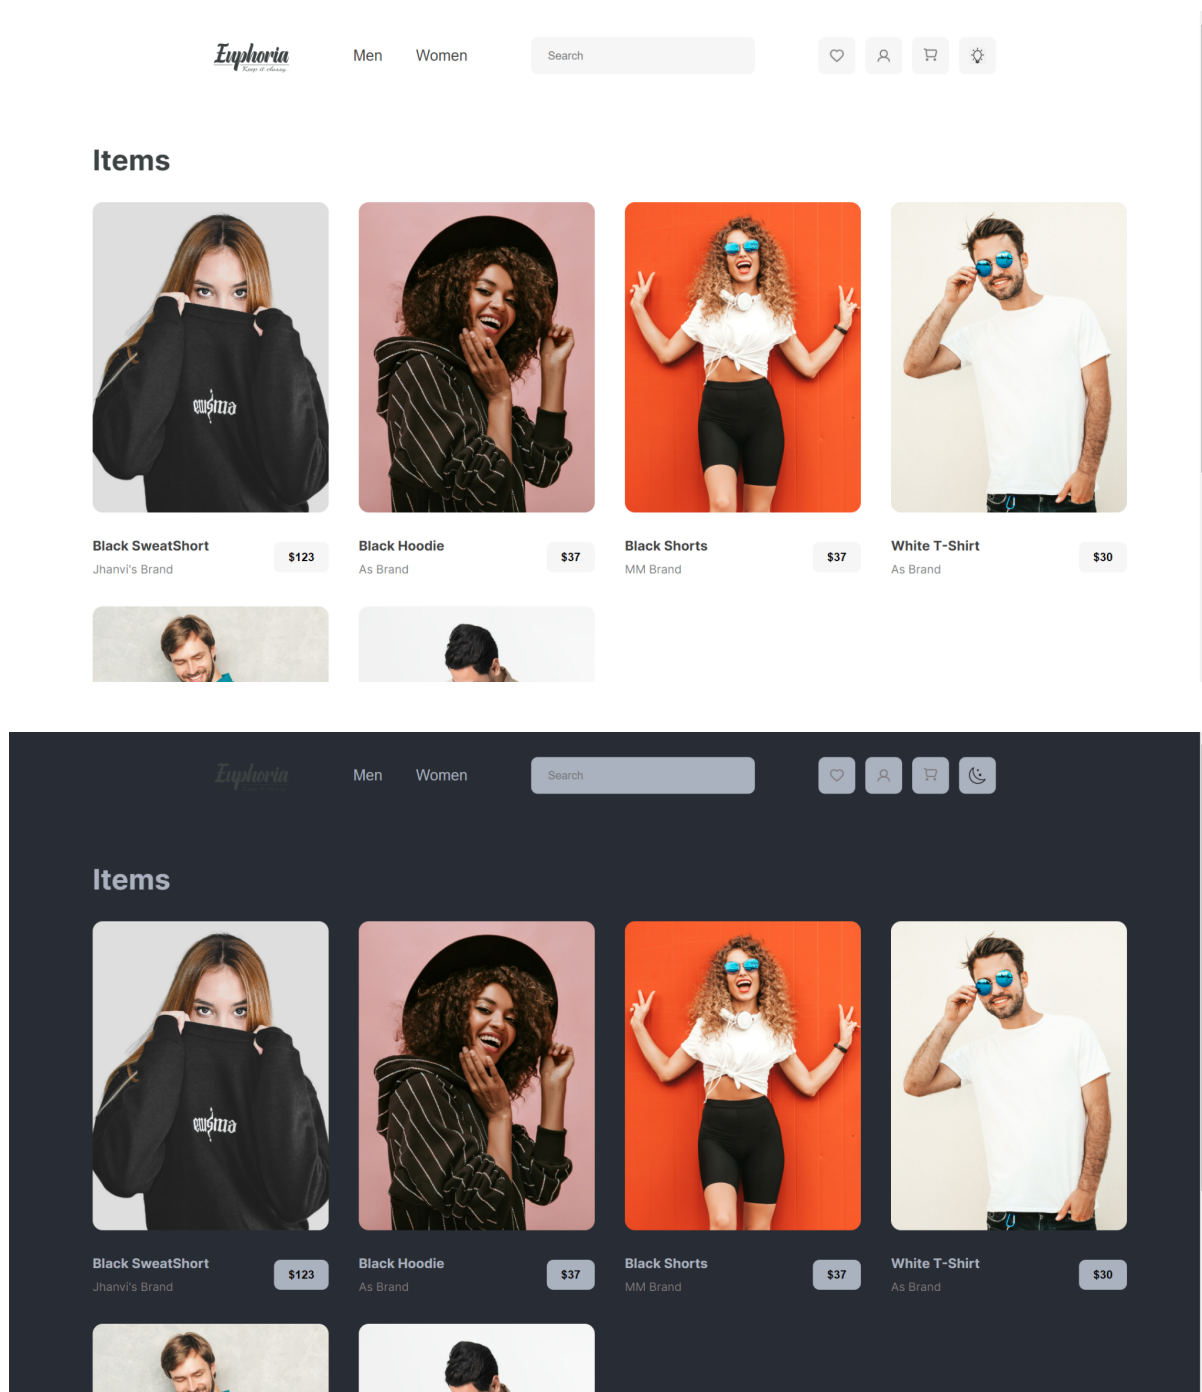 Euphoria
Keep it classy
Men
Women
Search
Items
enigma
Black SweatShort
Jhanvi's Brand
$123
Black Hoodie
As Brand
$37
Black Shorts
MM Brand
$37
White T-Shirt
As Brand
$30
Euphoria
Men
Women
Search
Items
enigma
Black SweatShort
Jhanvi's Brand
$123
Black Hoodie
As Brand
$37
Black Shorts
MM Brand
$37
White T-Shirt
As Brand
$30